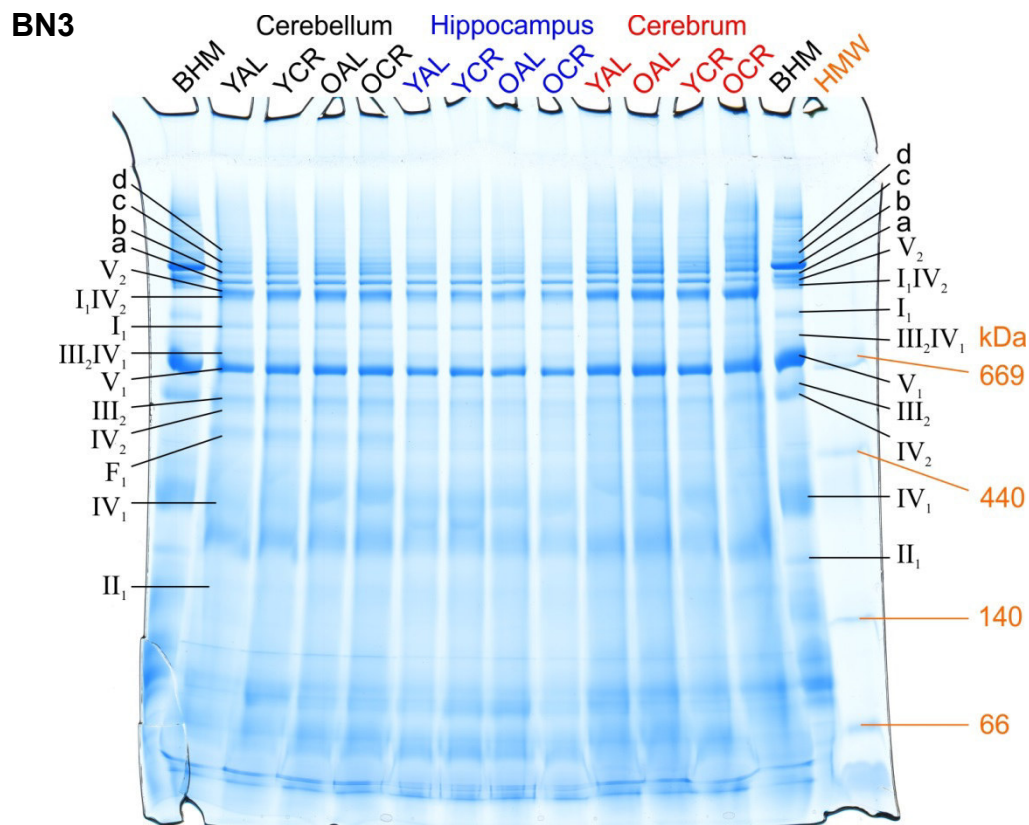 BN3
Cerebellum Hippocampus Cerebrum
BHM YAL YCR OAL OCR YAL YCR OAL OCR YAL OAL YCR OCR BHM HMW
d
c
b
a
V₂
I₁IV₂
I₁
III₂IV₁
V₁
III₂
IV₂
F₁
IV₁
II₁
d
c
b
a
V₂
I₁IV₂
I₁
III₂IV₁
V₁
III₂
IV₂
IV₁
II₁
kDa
669
440
140
66